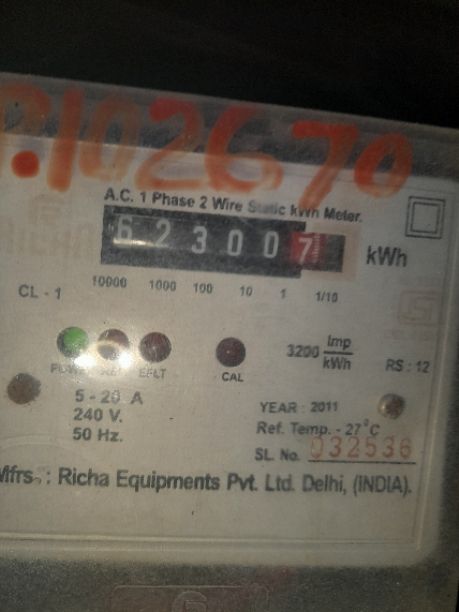 P.102670
A.C. 1 Phase 2 Wire Static kWh Meter.
623007
kWh
10000 1000 100 10 1 1/10
CL - 1
3200 Imp/kWh
RS : 12
EFLT
CAL
5 - 20 A
240 V.
50 Hz.
YEAR : 2011
Ref. Temp. - 27°C
SL. No. 032536
Mfrs. : Richa Equipments Pvt. Ltd. Delhi, (INDIA).